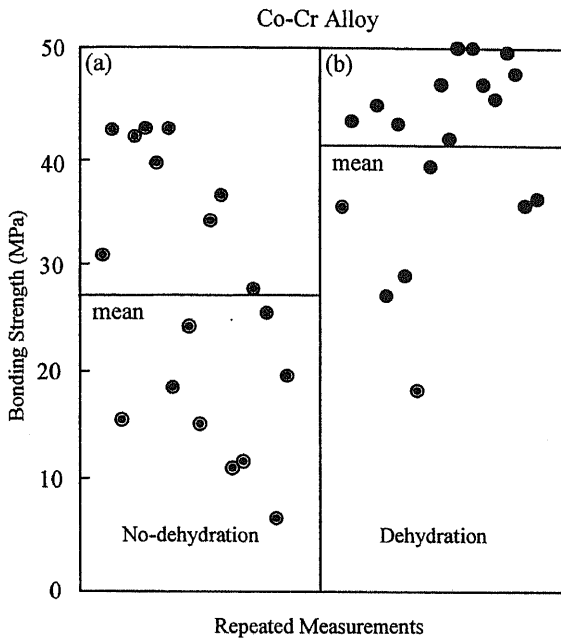 Co-Cr Alloy
Bonding Strength (MPa)
50
40
30
20
10
0
(a)
mean
No-dehydration
(b)
mean
Dehydration
Repeated Measurements